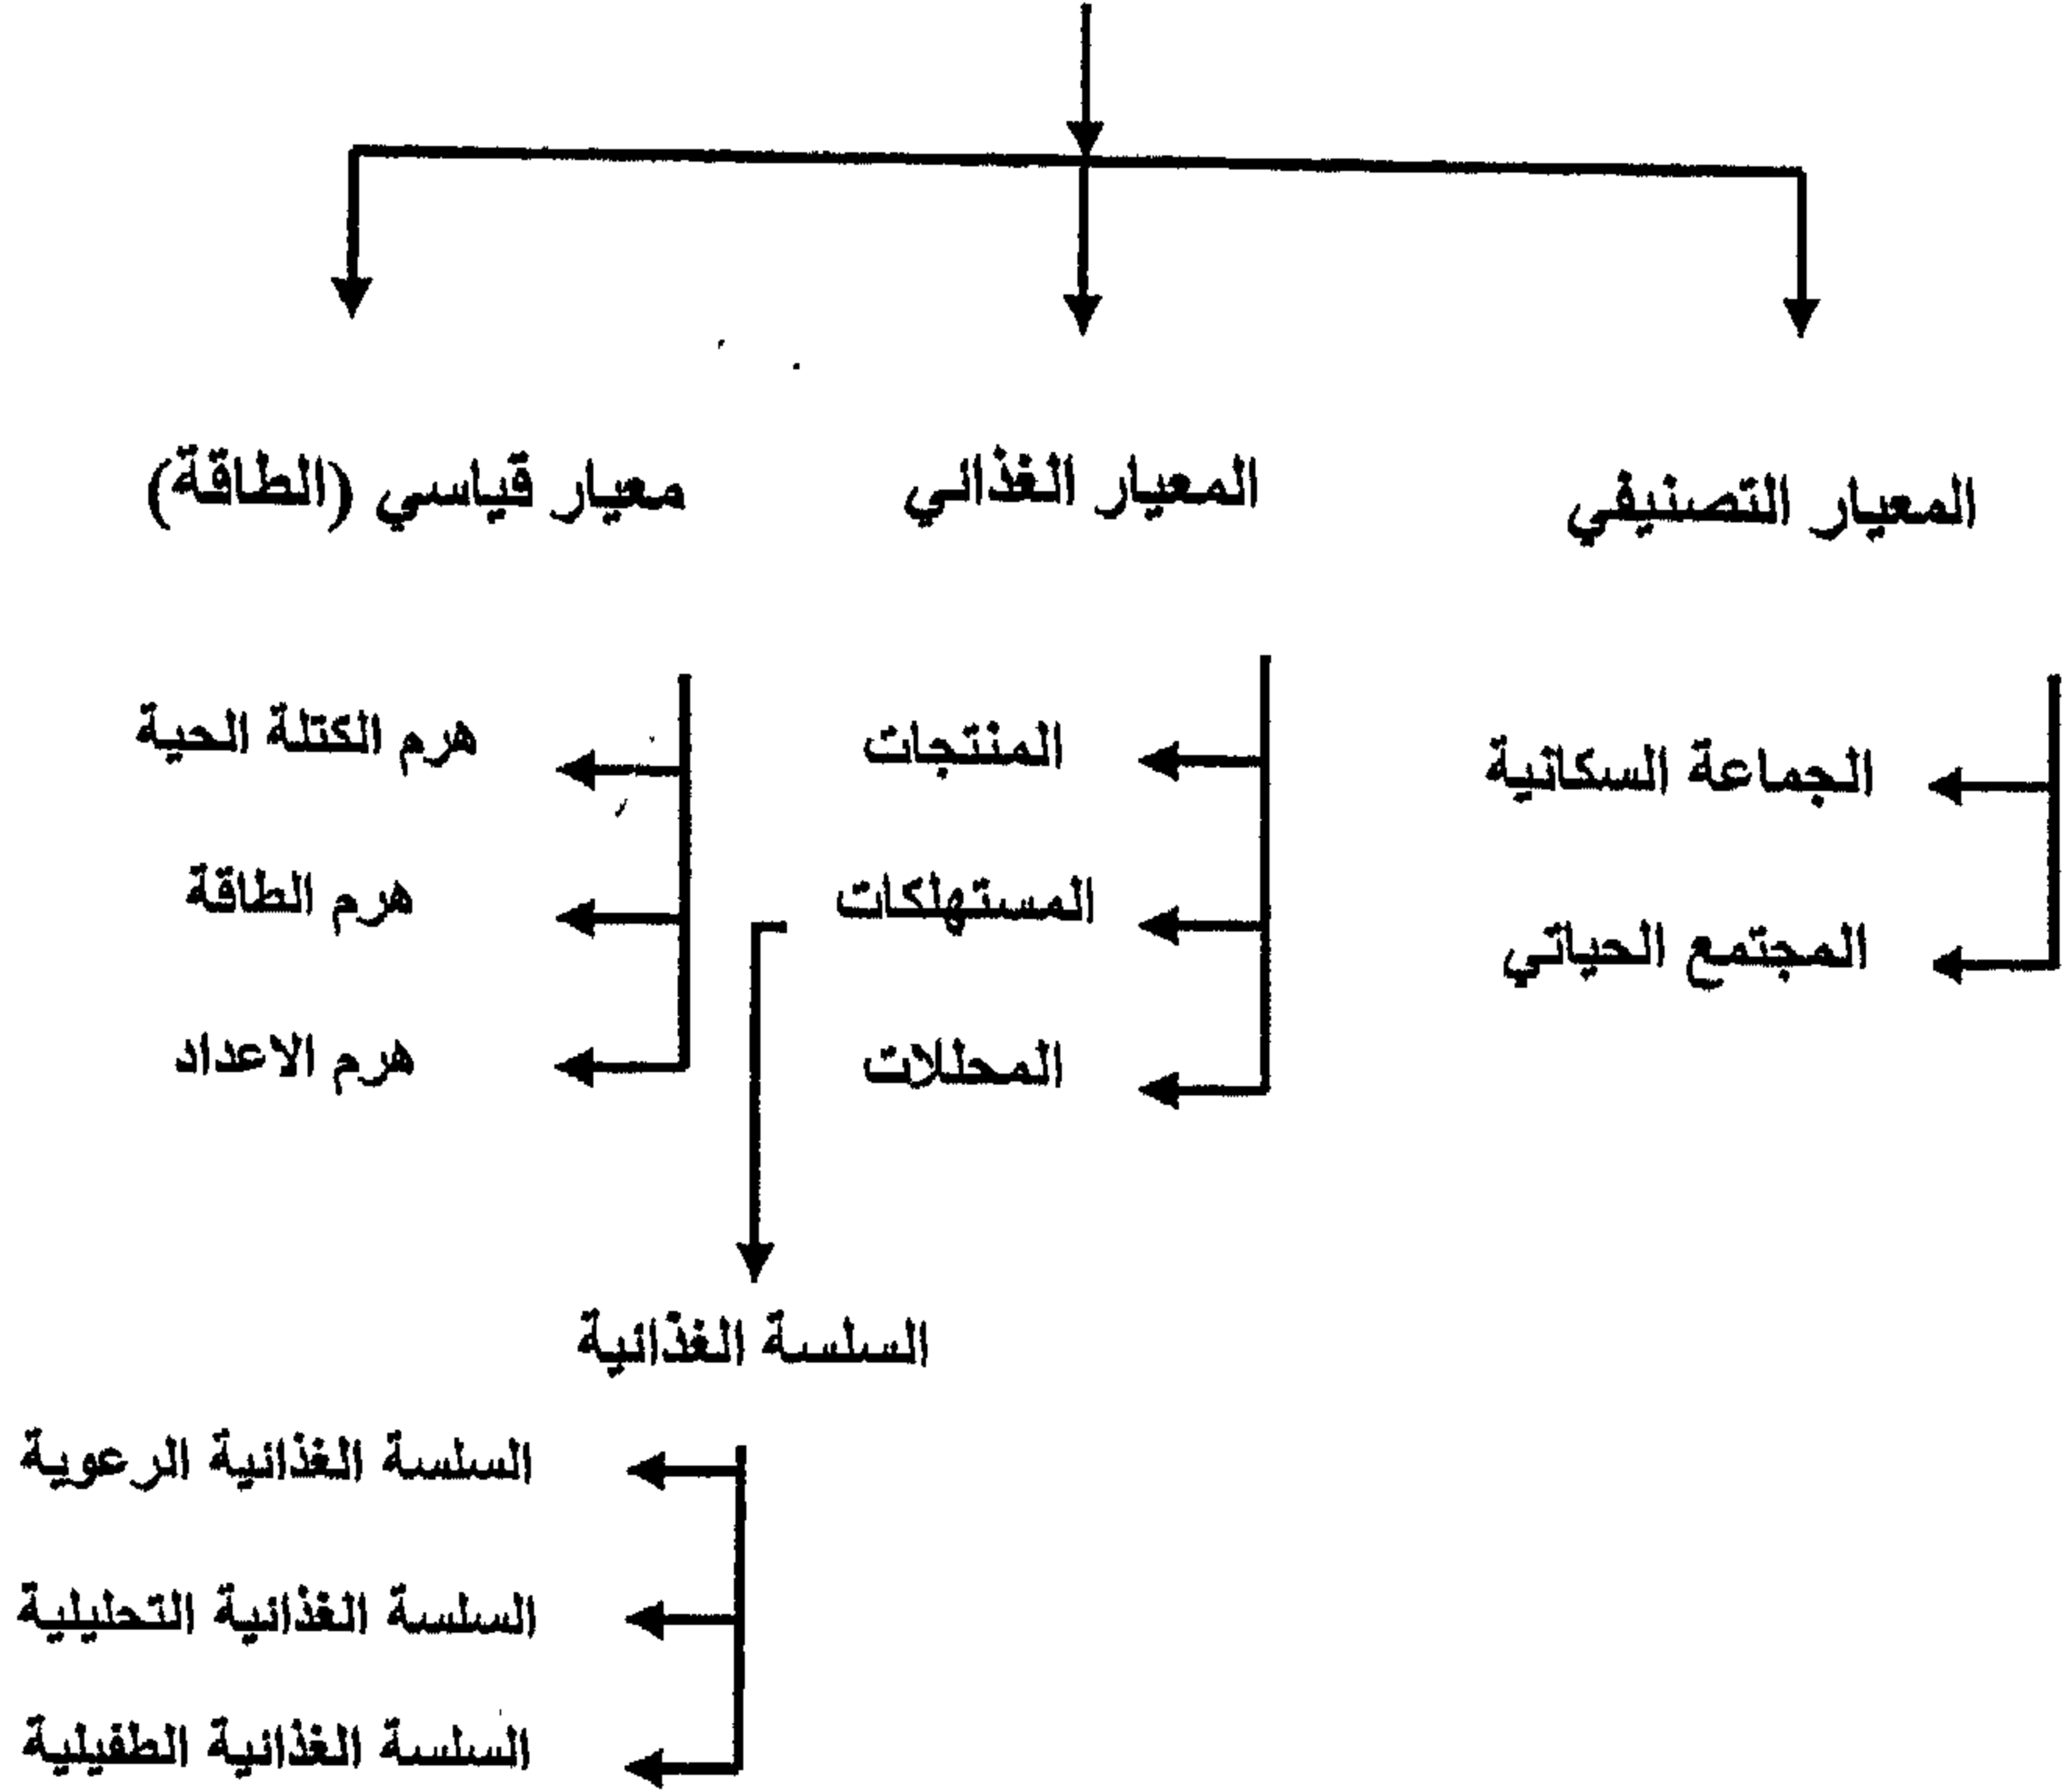 المعيار التصنيفي
الجماعة السكانية
المجتمع الحياتي
المعيار الغذائي
المنتجات
المستهلكات
المحللات
معيار قياسي (الطاقة)
هرم الكتلة الحية
هرم الطاقة
هرم الاعداد
السلسة الغذائية
السلسة الغذائية الرعوية
السلسة الغذائية التحليلية
السلسة الغذائية الطفيلية